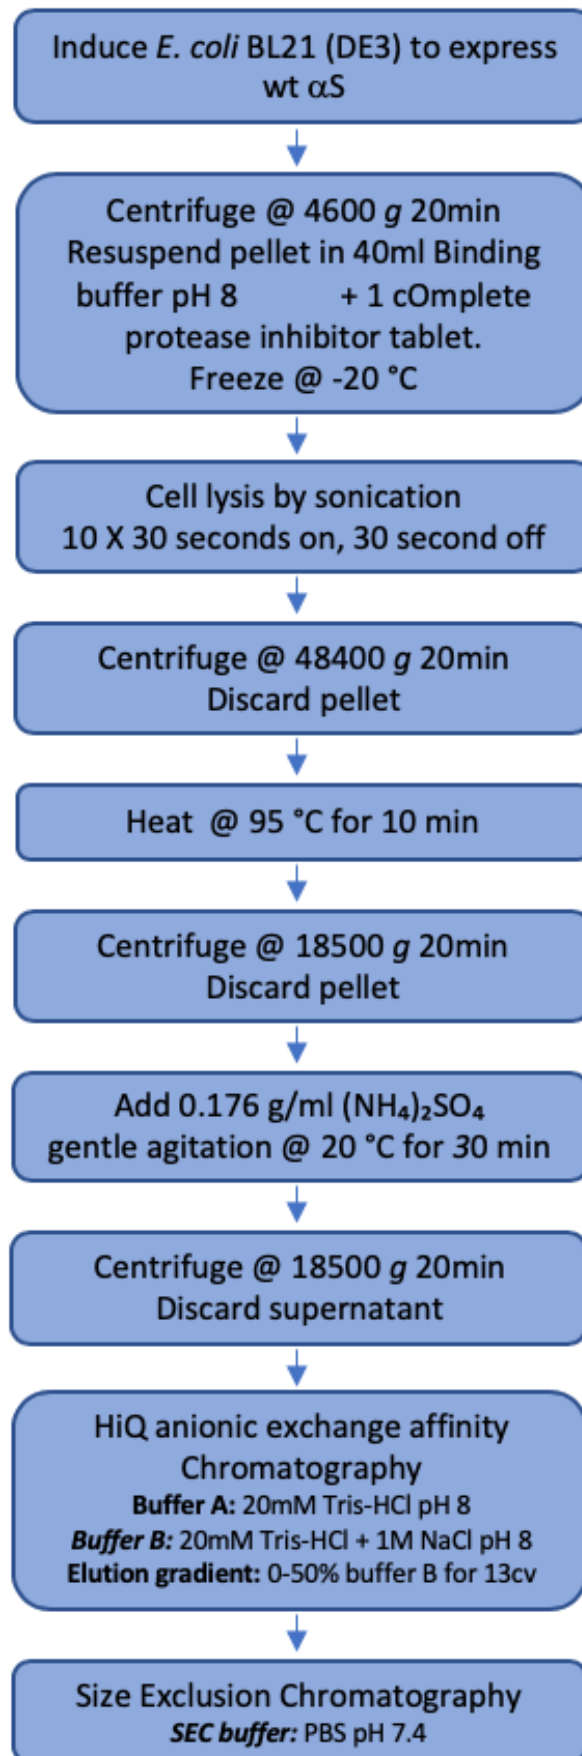 Induce E. coli BL21 (DE3) to express
wt αS
Centrifuge @ 4600 g 20min
Resuspend pellet in 40ml Binding
buffer pH 8 + 1 cOmplete
protease inhibitor tablet.
Freeze @ -20 °C
Cell lysis by sonication
10 X 30 seconds on, 30 second off
Centrifuge @ 48400 g 20min
Discard pellet
Heat @ 95 °C for 10 min
Centrifuge @ 18500 g 20min
Discard pellet
Add 0.176 g/ml (NH₄)₂SO₄
gentle agitation @ 20 °C for 30 min
Centrifuge @ 18500 g 20min
Discard supernatant
HiQ anionic exchange affinity
Chromatography
Buffer A: 20mM Tris-HCl pH 8
Buffer B: 20mM Tris-HCl + 1M NaCl pH 8
Elution gradient: 0-50% buffer B for 13cv
Size Exclusion Chromatography
SEC buffer: PBS pH 7.4